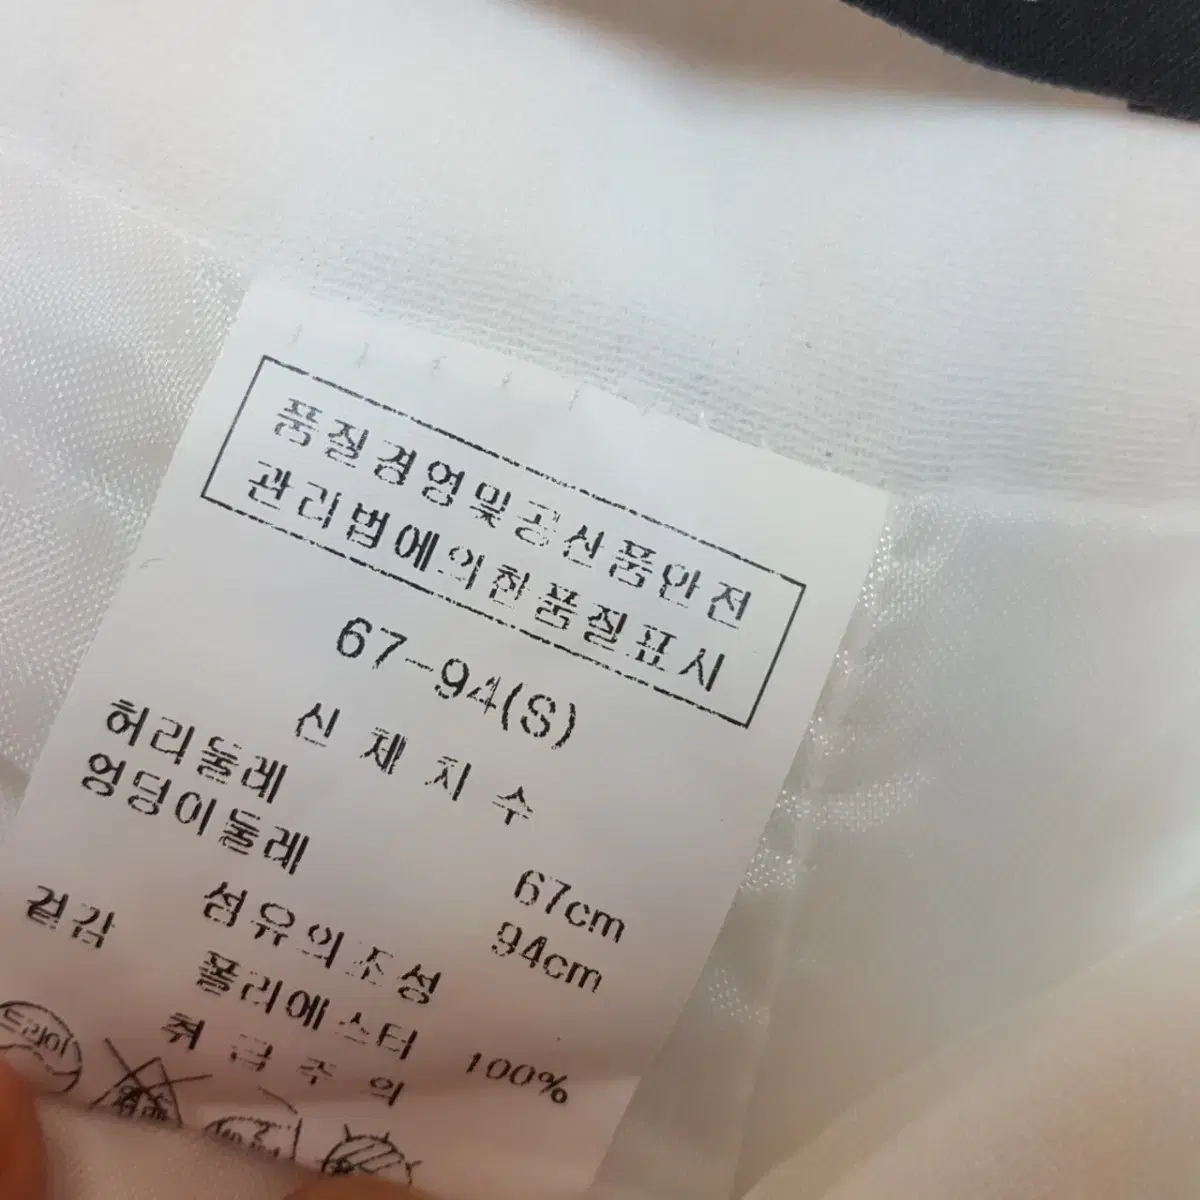 품질경영및공산품안전
관리법에의한품질표시
67-94(S)
신체치수
허리둘레 67cm
엉덩이둘레 94cm
섬유의조성
겉감 폴리에스터 100%
취급주의
드라이